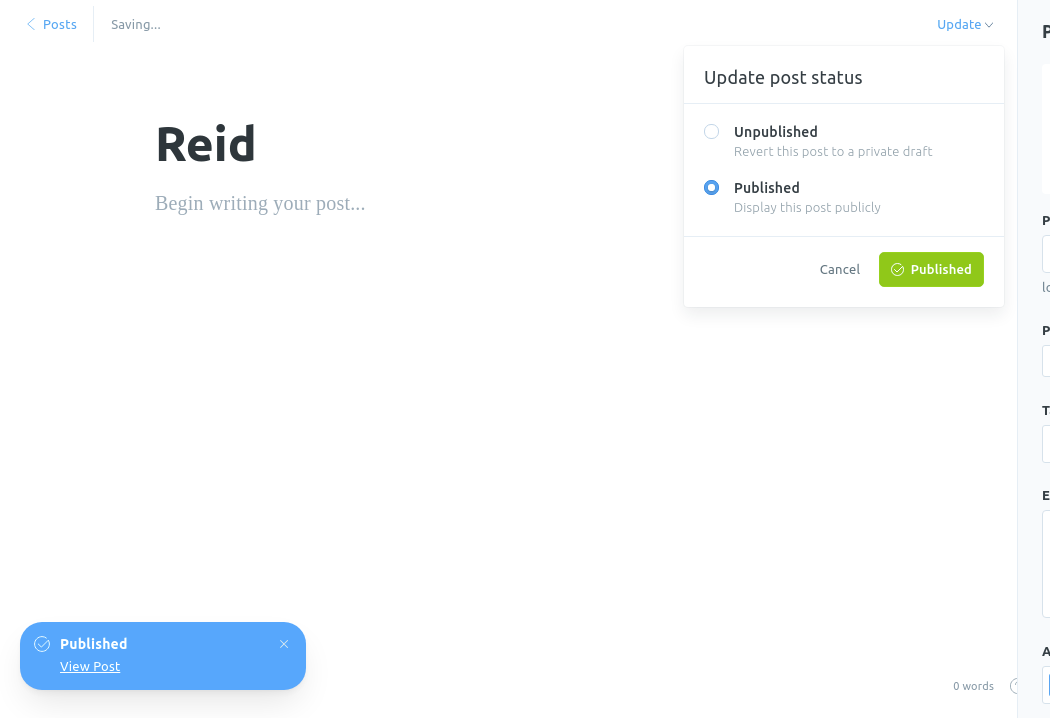 Posts
Saving...
Update
Update post status
Reid
Unpublished
Revert this post to a private draft
Published
Display this post publicly
Begin writing your post...
Cancel
Published
Published
View Post
0 words